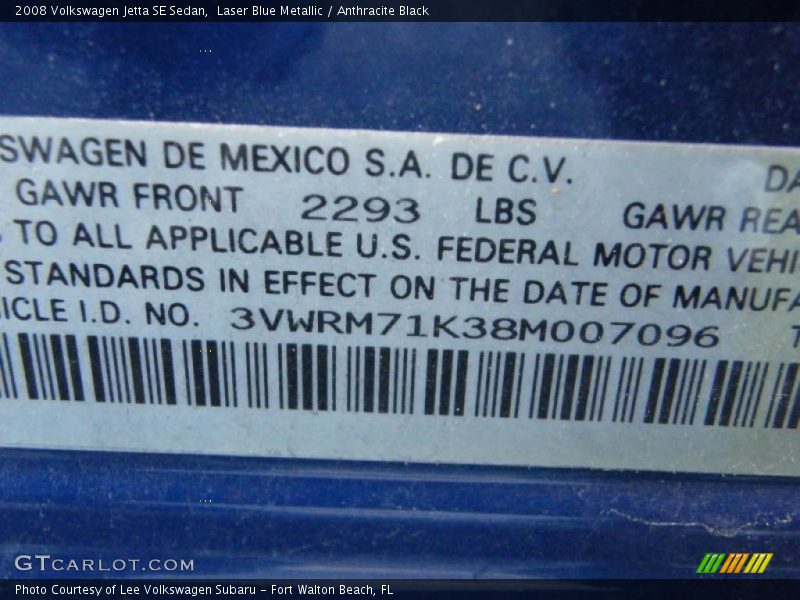 2008 Volkswagen Jetta SE Sedan,  Laser Blue Metallic / Anthracite Black
SWAGEN DE MEXICO S.A. DE C.V. DA
GAWR FRONT 2293 LBS GAWR REA
TO ALL APPLICABLE U.S. FEDERAL MOTOR VEHI
STANDARDS IN EFFECT ON THE DATE OF MANUFA
ICLE I.D. NO. 3VWRM71K38M007096 T
GTCARLOT.COM
Photo Courtesy of Lee Volkswagen Subaru - Fort Walton Beach, FL